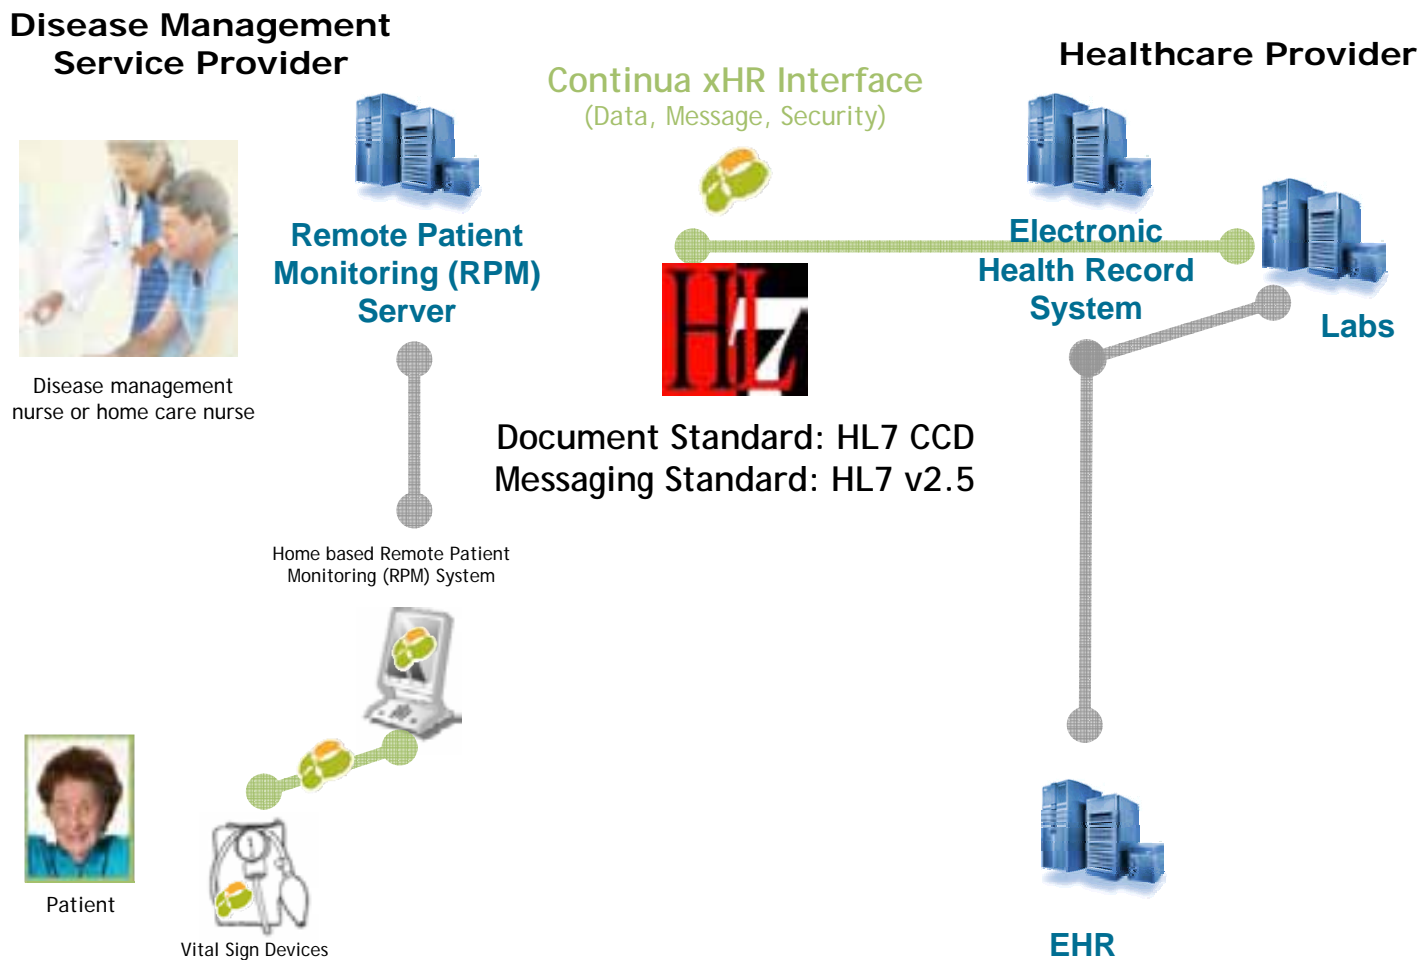 Disease Management
Service Provider
Healthcare Provider
Continua xHR Interface
(Data, Message, Security)
Remote Patient
Monitoring (RPM)
Server
Electronic
Health Record
System
Labs
HL7
Disease management
nurse or home care nurse
Document Standard: HL7 CCD
Messaging Standard: HL7 v2.5
Home based Remote Patient
Monitoring (RPM) System
Patient
Vital Sign Devices
EHR